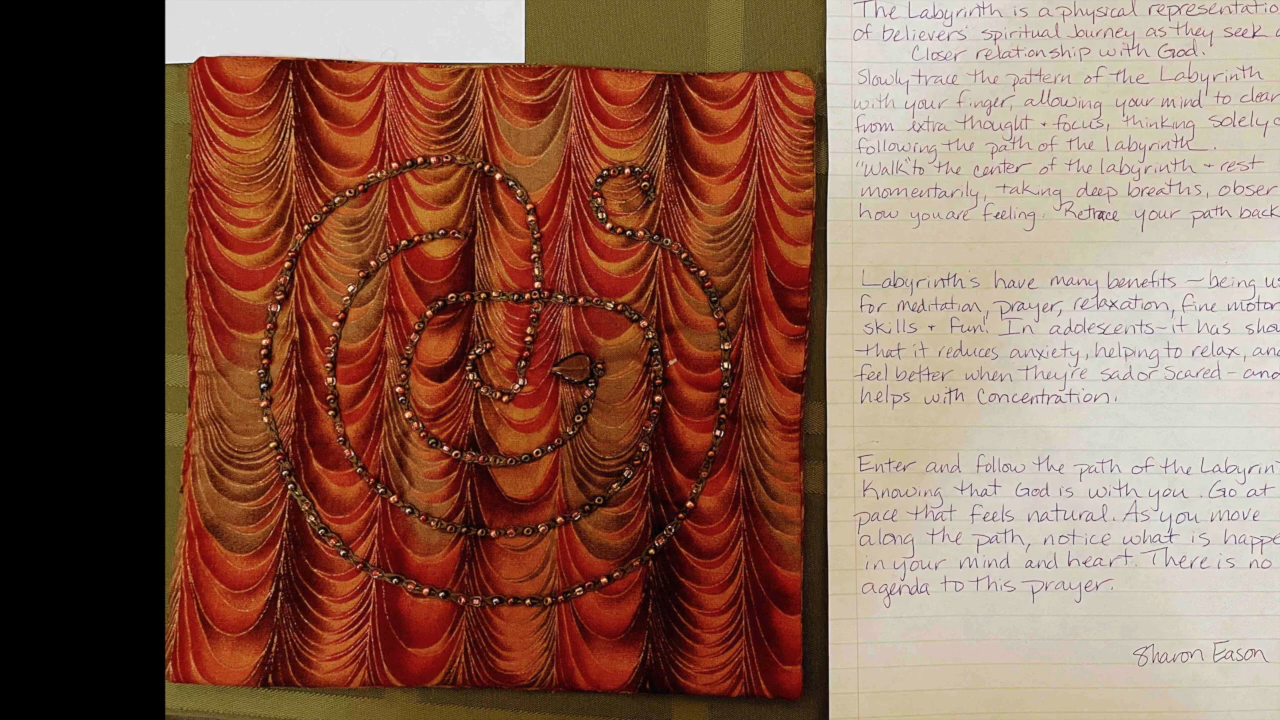 The Labyrinth is a physical representatio
of believers' spiritual journey as they seek a
Closer relationship with God.
Slowly trace the pattern of the Labyrinth
with your finger, allowing your mind to clear
from extra thought + focus, thinking solely o
following the path of the labyrinth.
"Walk" to the center of the labyrinth + rest
momentarily, taking deep breaths, obser
how you are feeling. Retrace your path back
Labyrinth's have many benefits - being u
for meditation, prayer, relaxation, fine motor
skills + fun! In adolescents - it has sho
that it reduces anxiety, helping to relax, and
feel better when they're sad or scared - and
helps with concentration.
Enter and follow the path of the Labyrin
Knowing that God is with you. Go at
pace that feels natural. As you move
along the path, notice what is happe
in your mind and heart. There is no
agenda to this prayer.
Sharon Eason